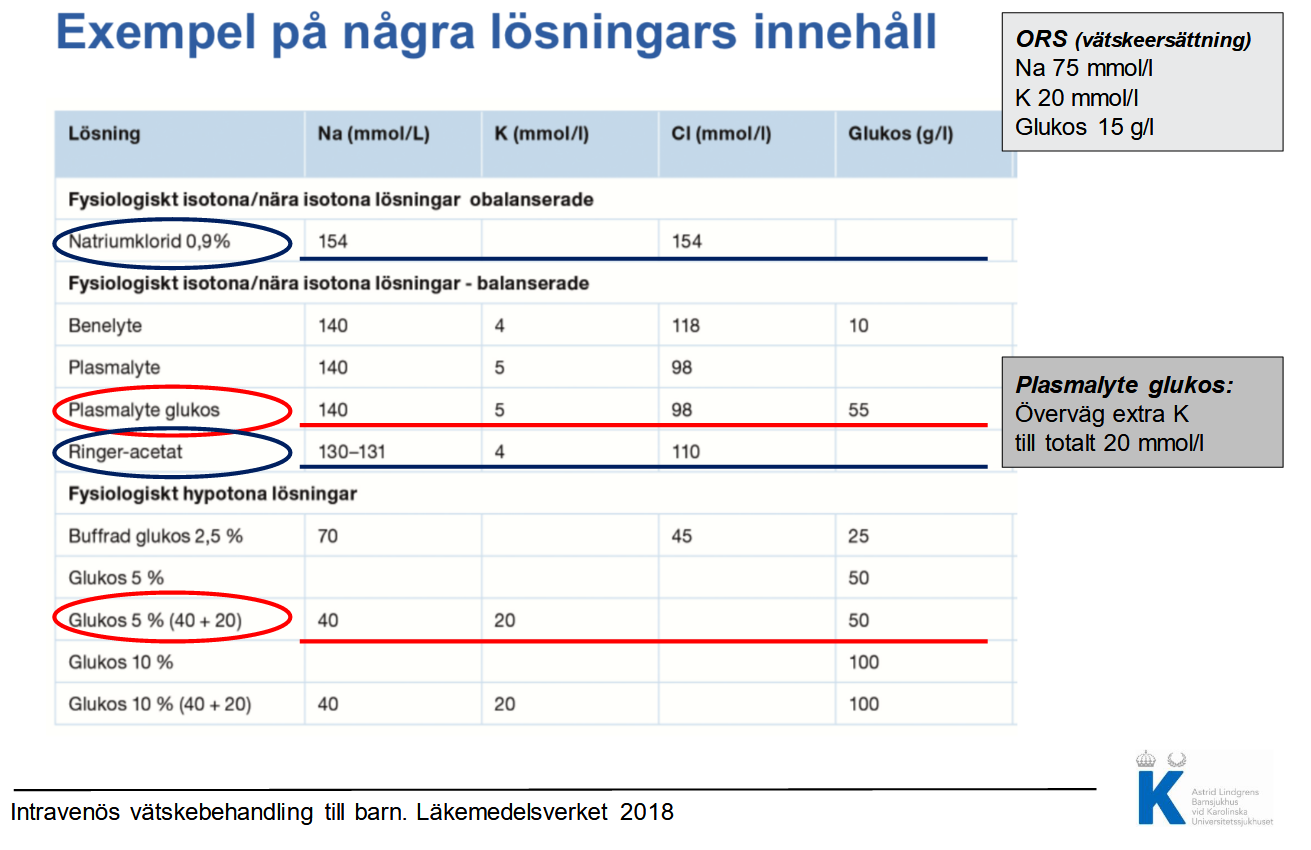 Exempel på några lösningars innehåll
ORS (vätskeersättning)
Na 75 mmol/l
K 20 mmol/l
Glukos 15 g/l
Lösning Na (mmol/L) K (mmol/l) Cl (mmol/l) Glukos (g/l)
Fysiologiskt isotona/nära isotona lösningar obalanserade
Natriumklorid 0,9% 154 154
Fysiologiskt isotona/nära isotona lösningar - balanserade
Benelyte 140 4 118 10
Plasmalyte 140 5 98
Plasmalyte glukos 140 5 98 55
Ringer-acetat 130–131 4 110
Plasmalyte glukos:
Överväg extra K
till totalt 20 mmol/l
Fysiologiskt hypotona lösningar
Buffrad glukos 2,5 % 70 45 25
Glukos 5 % 50
Glukos 5 % (40 + 20) 40 20 50
Glukos 10 % 100
Glukos 10 % (40 + 20) 40 20 100
Intravenös vätskebehandling till barn. Läkemedelsverket 2018
K
Astrid Lindgrens
Barnsjukhus
vid Karolinska
Universitetssjukhuset